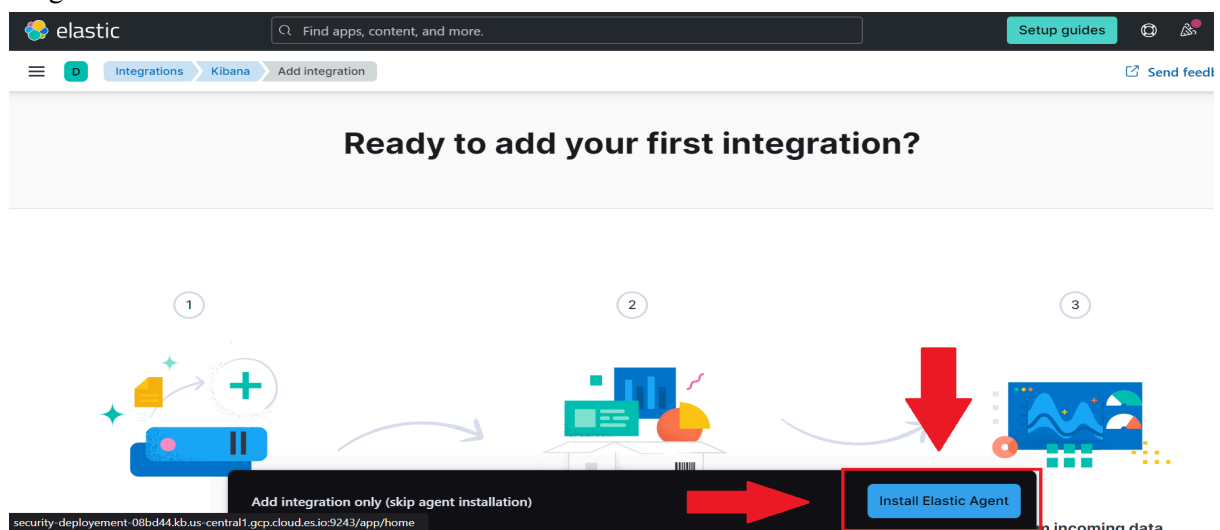 elastic
Find apps, content, and more.
Setup guides
D
Integrations
Kibana
Add integration
Send feedb
Ready to add your first integration?
1
2
3
Add integration only (skip agent installation)
Install Elastic Agent
security-deployement-08bd44.kb.us-central1.gcp.cloud.es.io:9243/app/home
incoming data